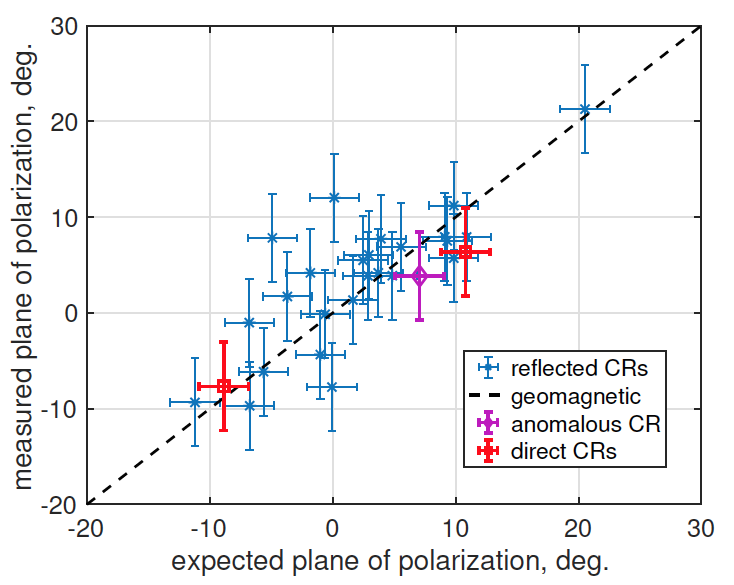 measured plane of polarization, deg.
30
20
10
0
-10
-20
-20
-10
0
10
20
30
expected plane of polarization, deg.
reflected CRs
geomagnetic
anomalous CR
direct CRs